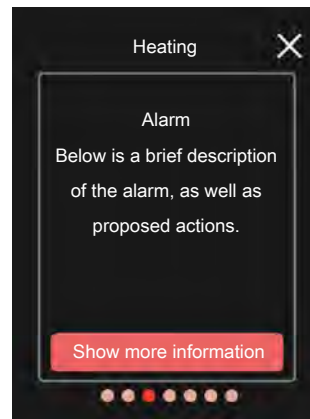 Heating
Alarm
Below is a brief description
of the alarm, as well as
proposed actions.
Show more information